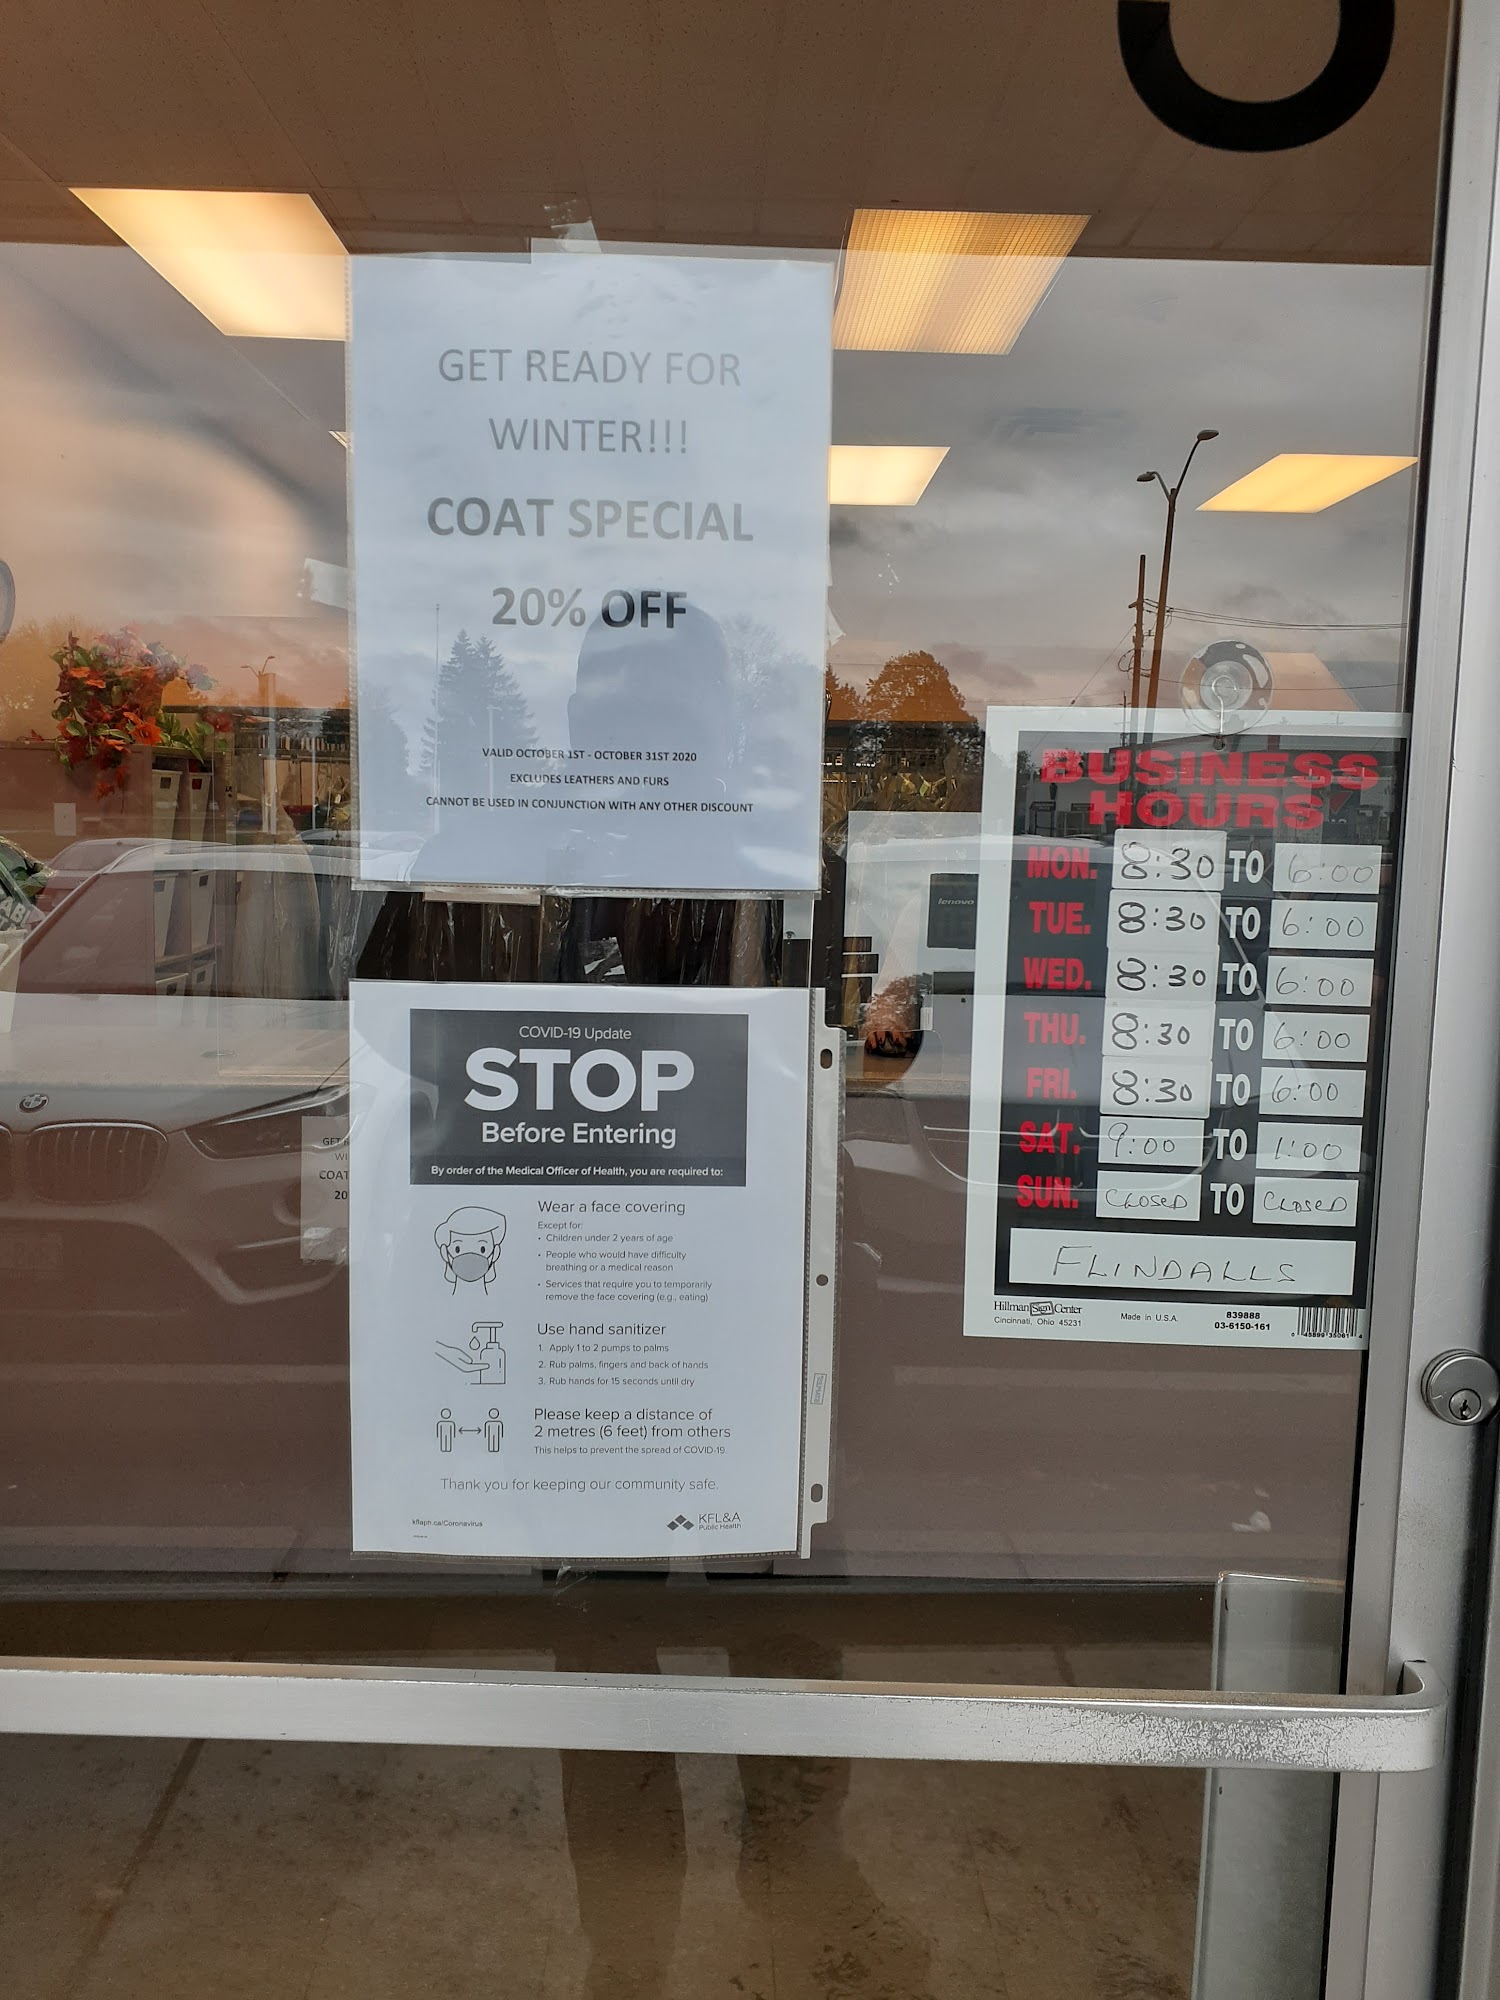 GET READY FOR
WINTER!!!
COAT SPECIAL
20% OFF
VALID OCTOBER 1ST - OCTOBER 31ST 2020
EXCLUDES LEATHERS AND FURS
CANNOT BE USED IN CONJUNCTION WITH ANY OTHER DISCOUNT
COVID-19 Update
STOP
Before Entering
By order of the Medical Officer of Health, you are required to:
Wear a face covering
Except for:
• Children under 2 years of age
• People who would have difficulty
breathing or a medical reason
• Services that require you to temporarily
remove the face covering (e.g., eating)
Use hand sanitizer
1. Apply 1 to 2 pumps to palms
2. Rub palms, fingers and back of hands
3. Rub hands for 15 seconds until dry
Please keep a distance of
2 metres (6 feet) from others
This helps to prevent the spread of COVID-19.
Thank you for keeping our community safe.
kflaph.ca/Coronavirus
KFL&A
Public Health
BUSINESS
HOURS
MON. 8:30 TO 6:00
TUE. 8:30 TO 6:00
WED. 8:30 TO 6:00
THU. 8:30 TO 6:00
FRI. 8:30 TO 6:00
SAT. 9:00 TO 1:00
SUN. CLOSED TO CLOSED
FLINDALLS
Hillman Sign Center
Cincinnati, Ohio 45231
Made in U.S.A.
839888
03-6150-161
lenovo
COAT
20